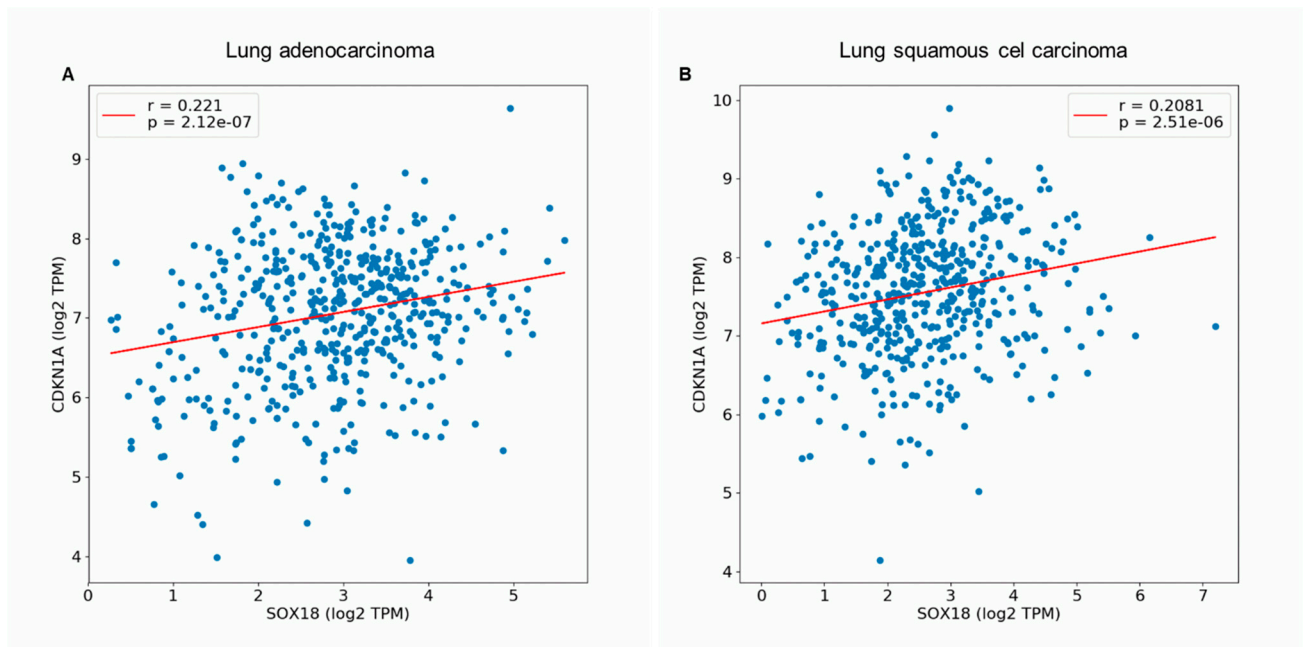 Lung adenocarcinoma
A
r = 0.221
p = 2.12e-07
9
8
7
6
5
4
CDKN1A (log2 TPM)
0 1 2 3 4 5
SOX18 (log2 TPM)
Lung squamous cel carcinoma
B
r = 0.2081
p = 2.51e-06
10
9
8
7
6
5
4
CDKN1A (log2 TPM)
0 1 2 3 4 5 6 7
SOX18 (log2 TPM)